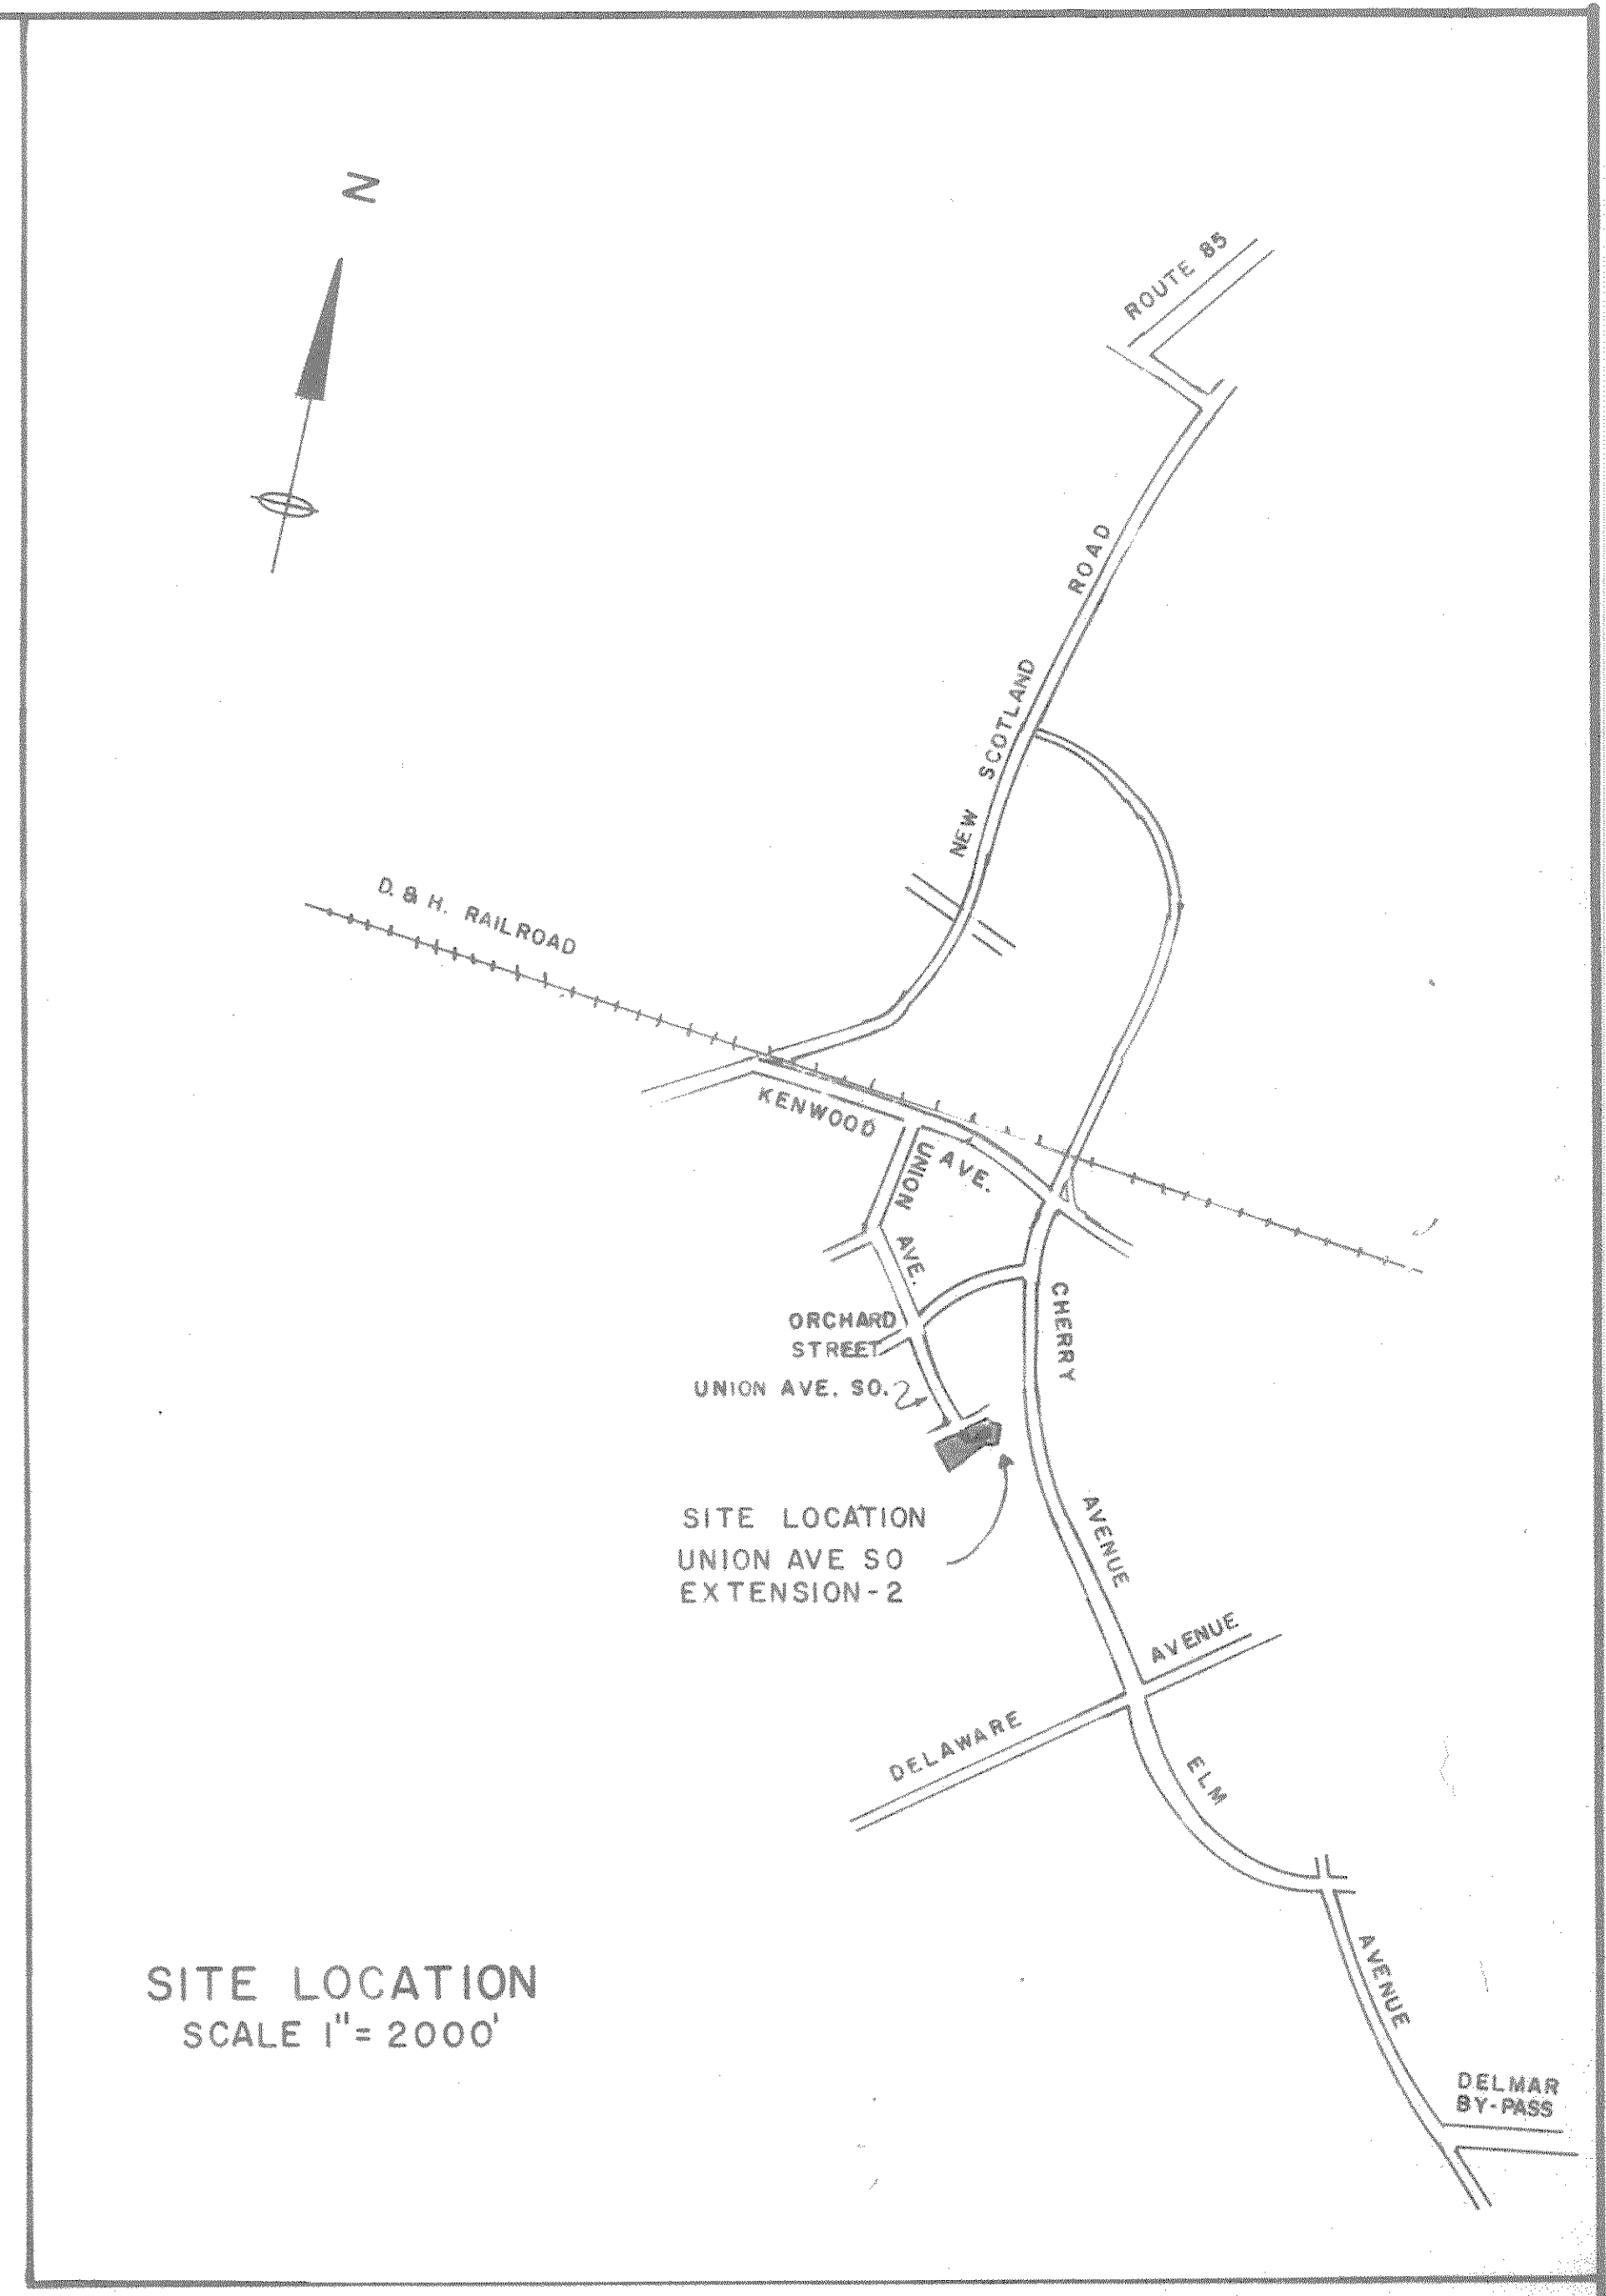 N
ROUTE 85
NEW SCOTLAND ROAD
D. & H. RAILROAD
KENWOOD AVE.
UNION AVE.
ORCHARD
STREET
UNION AVE. SO.
CHERRY AVENUE
SITE LOCATION
UNION AVE SO
EXTENSION-2
DELAWARE AVENUE
ELM AVENUE
SITE LOCATION
SCALE 1"= 2000'
DELMAR
BY-PASS